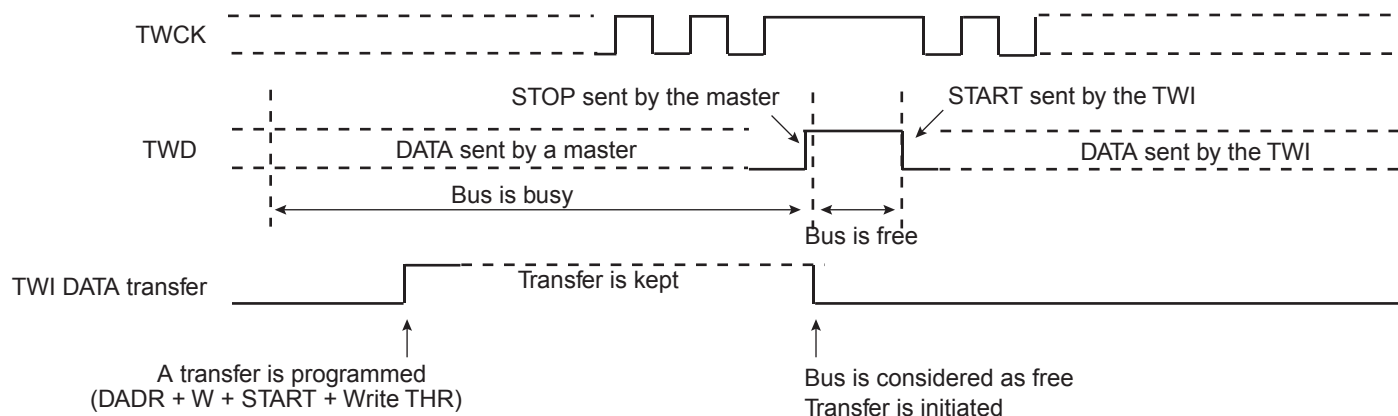 TWCK
STOP sent by the master
START sent by the TWI
TWD
DATA sent by a master
DATA sent by the TWI
Bus is busy
Bus is free
TWI DATA transfer
Transfer is kept
A transfer is programmed
(DADR + W + START + Write THR)
Bus is considered as free
Transfer is initiated